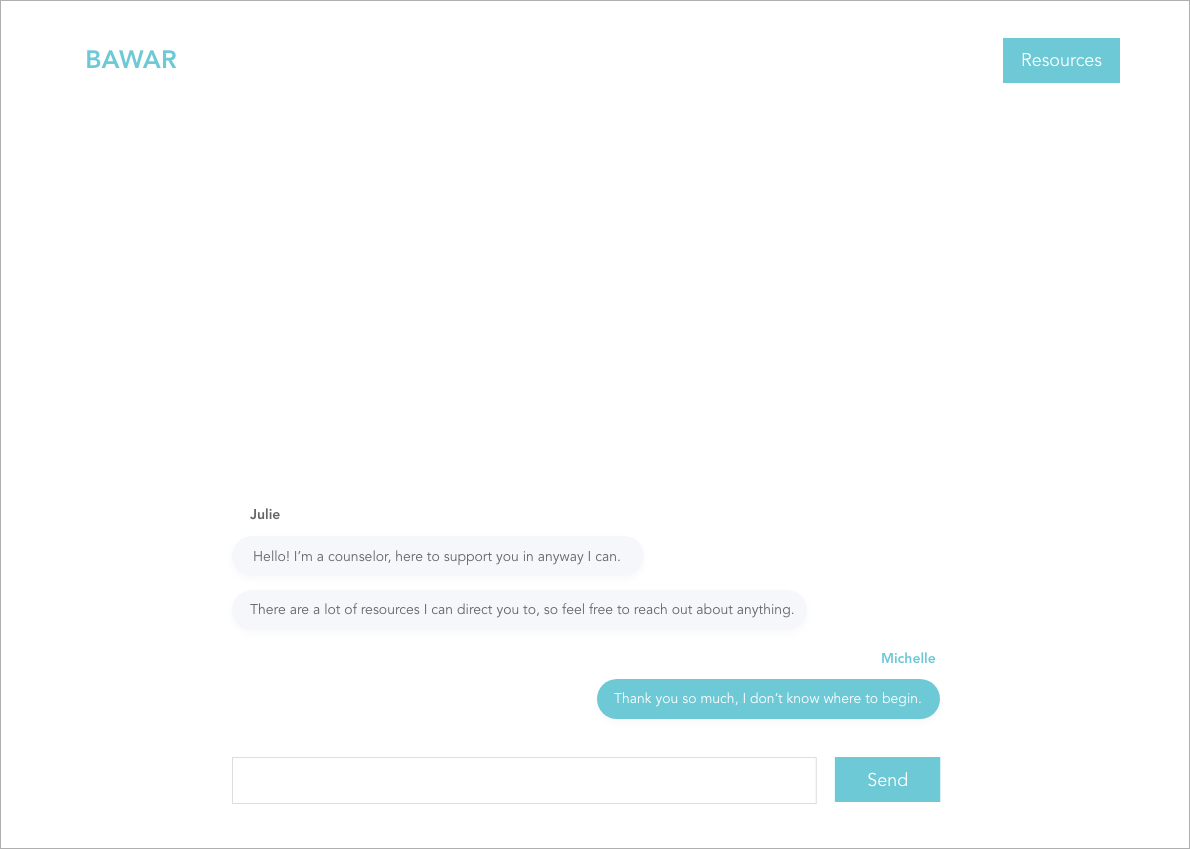 BAWAR
Resources
Julie
Hello! I’m a counselor, here to support you in anyway I can.
There are a lot of resources I can direct you to, so feel free to reach out about anything.
Michelle
Thank you so much, I don’t know where to begin.
Send